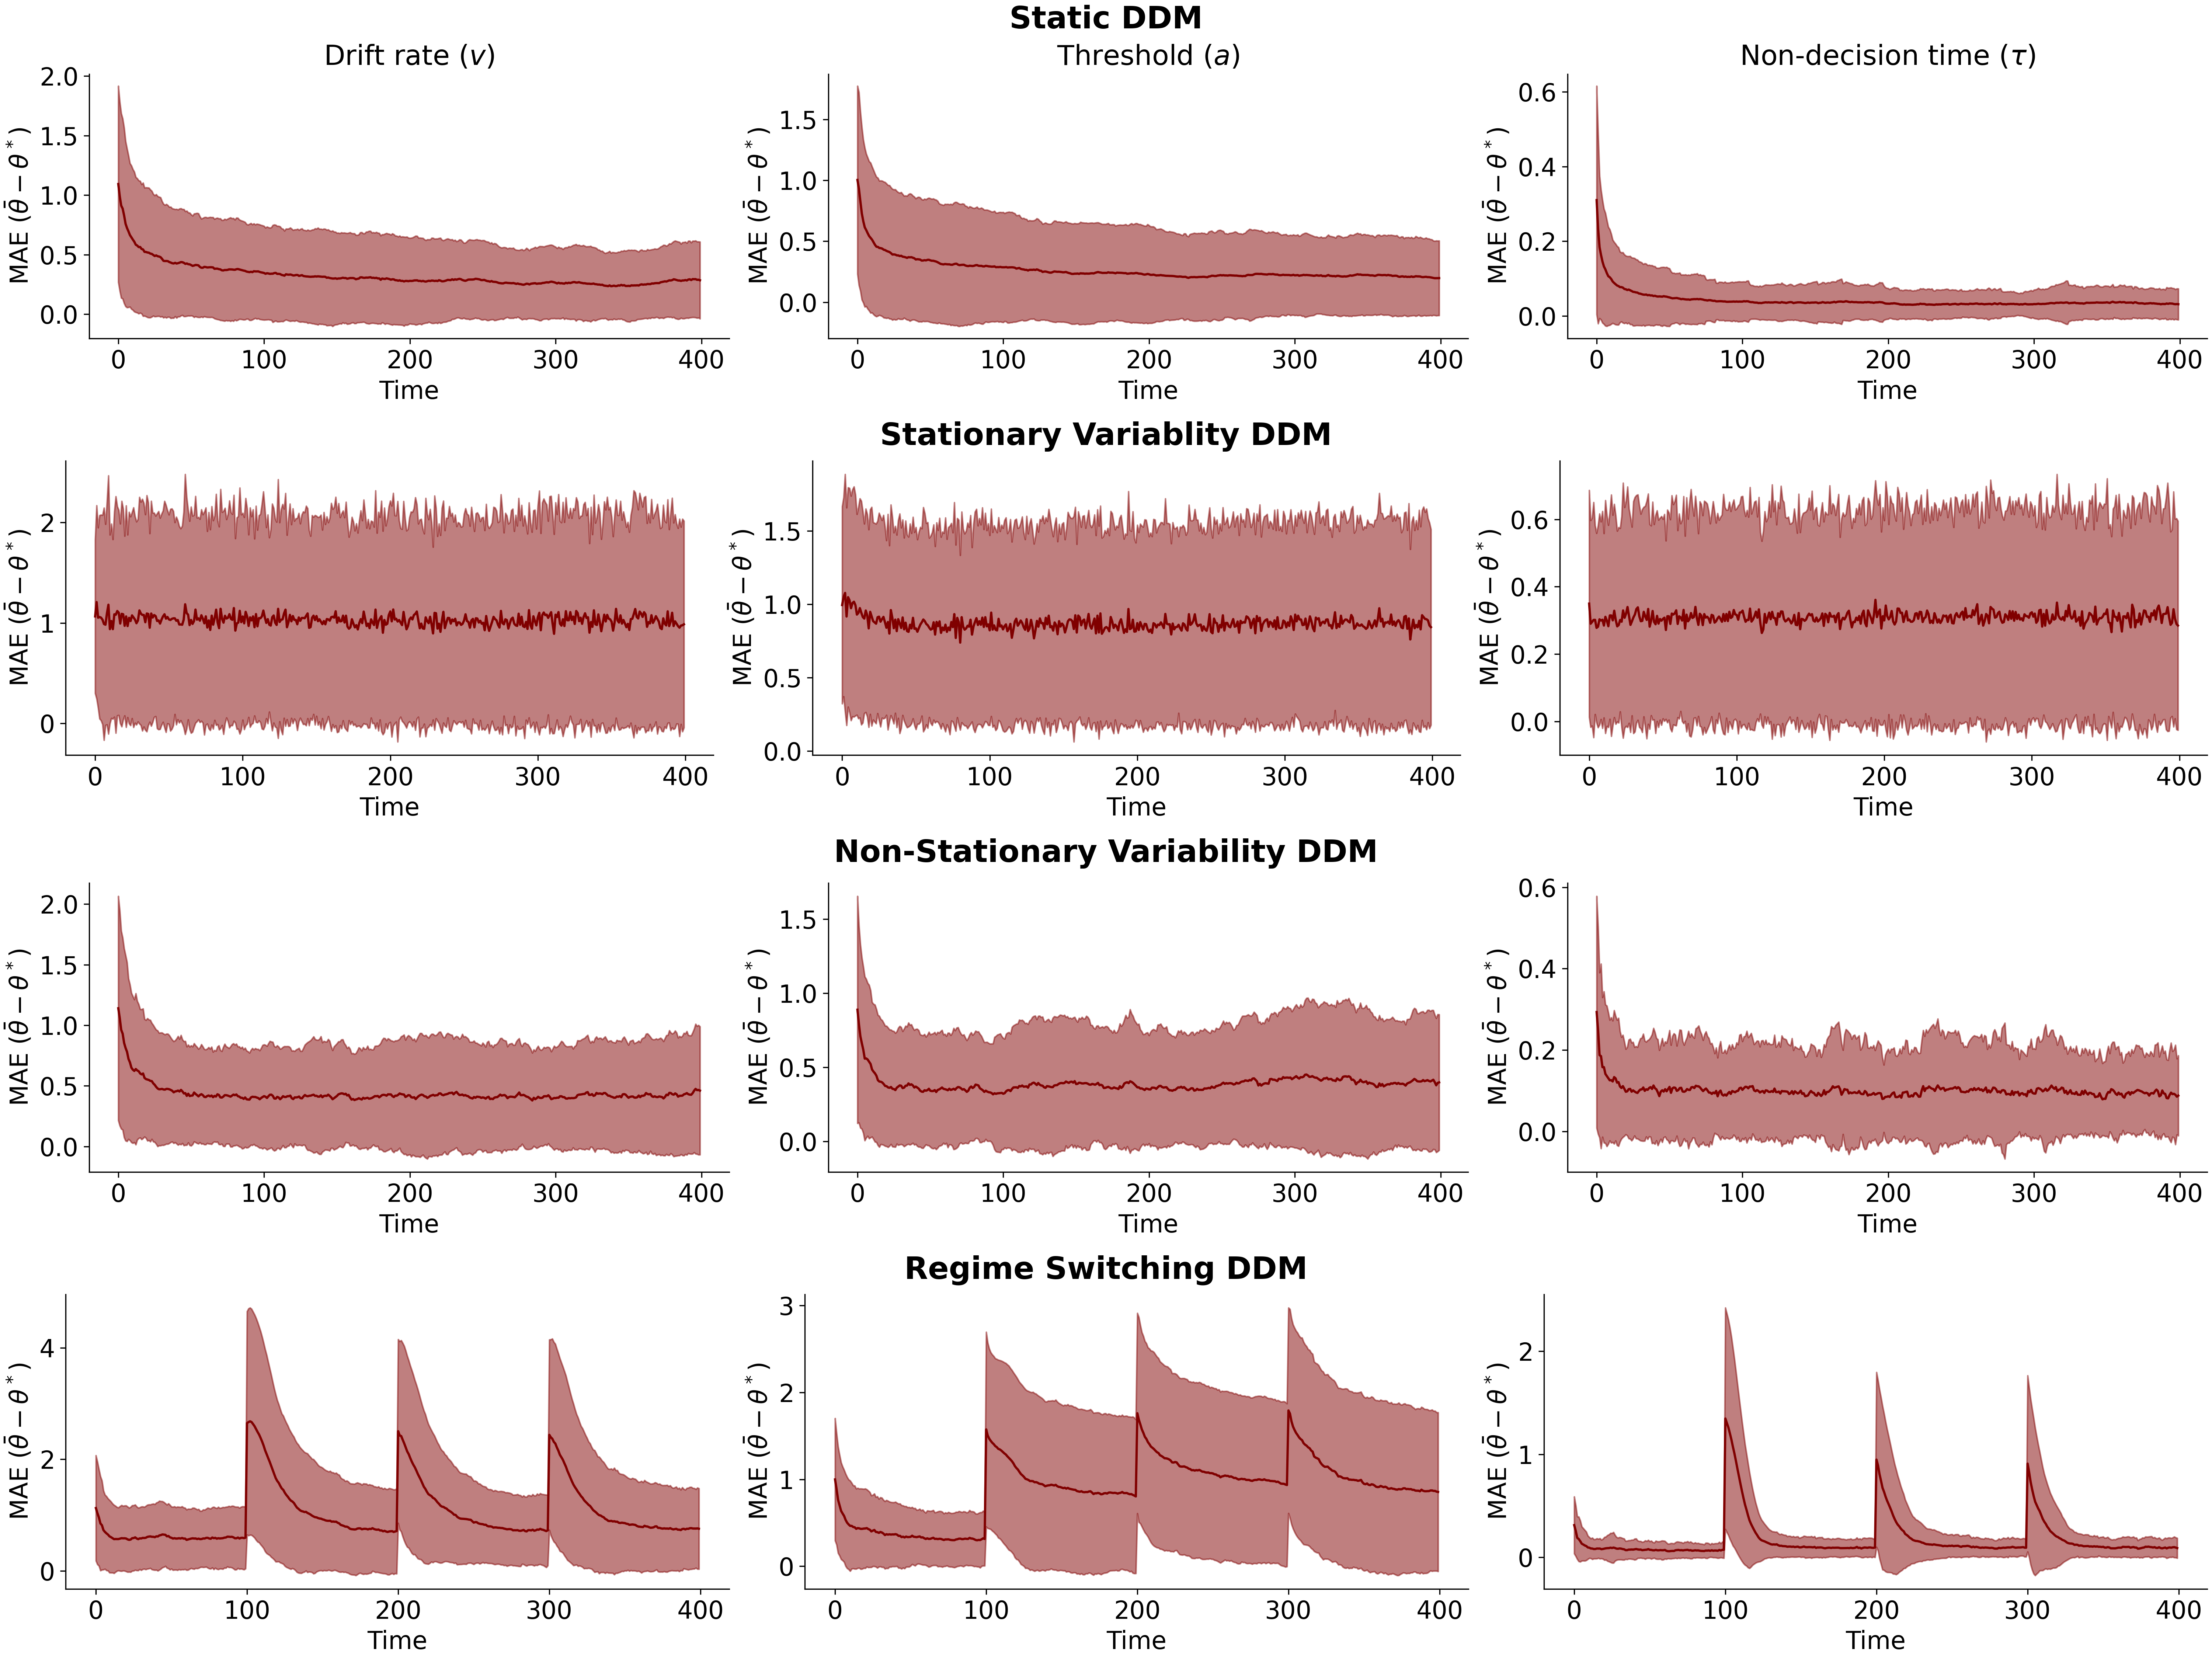 Static DDM
Drift rate (v)
Threshold (a)
Non-decision time (τ)
MAE (θ̄ − θ*)
2.0
1.5
1.0
0.5
0.0
0 100 200 300 400
Time
MAE (θ̄ − θ*)
1.5
1.0
0.5
0.0
0 100 200 300 400
Time
MAE (θ̄ − θ*)
0.6
0.4
0.2
0.0
0 100 200 300 400
Time
Stationary Variablity DDM
MAE (θ̄ − θ*)
2
1
0
0 100 200 300 400
Time
MAE (θ̄ − θ*)
1.5
1.0
0.5
0.0
0 100 200 300 400
Time
MAE (θ̄ − θ*)
0.6
0.4
0.2
0.0
0 100 200 300 400
Time
Non-Stationary Variability DDM
MAE (θ̄ − θ*)
2.0
1.5
1.0
0.5
0.0
0 100 200 300 400
Time
MAE (θ̄ − θ*)
1.5
1.0
0.5
0.0
0 100 200 300 400
Time
MAE (θ̄ − θ*)
0.6
0.4
0.2
0.0
0 100 200 300 400
Time
Regime Switching DDM
MAE (θ̄ − θ*)
4
2
0
0 100 200 300 400
Time
MAE (θ̄ − θ*)
3
2
1
0
0 100 200 300 400
Time
MAE (θ̄ − θ*)
2
1
0
0 100 200 300 400
Time